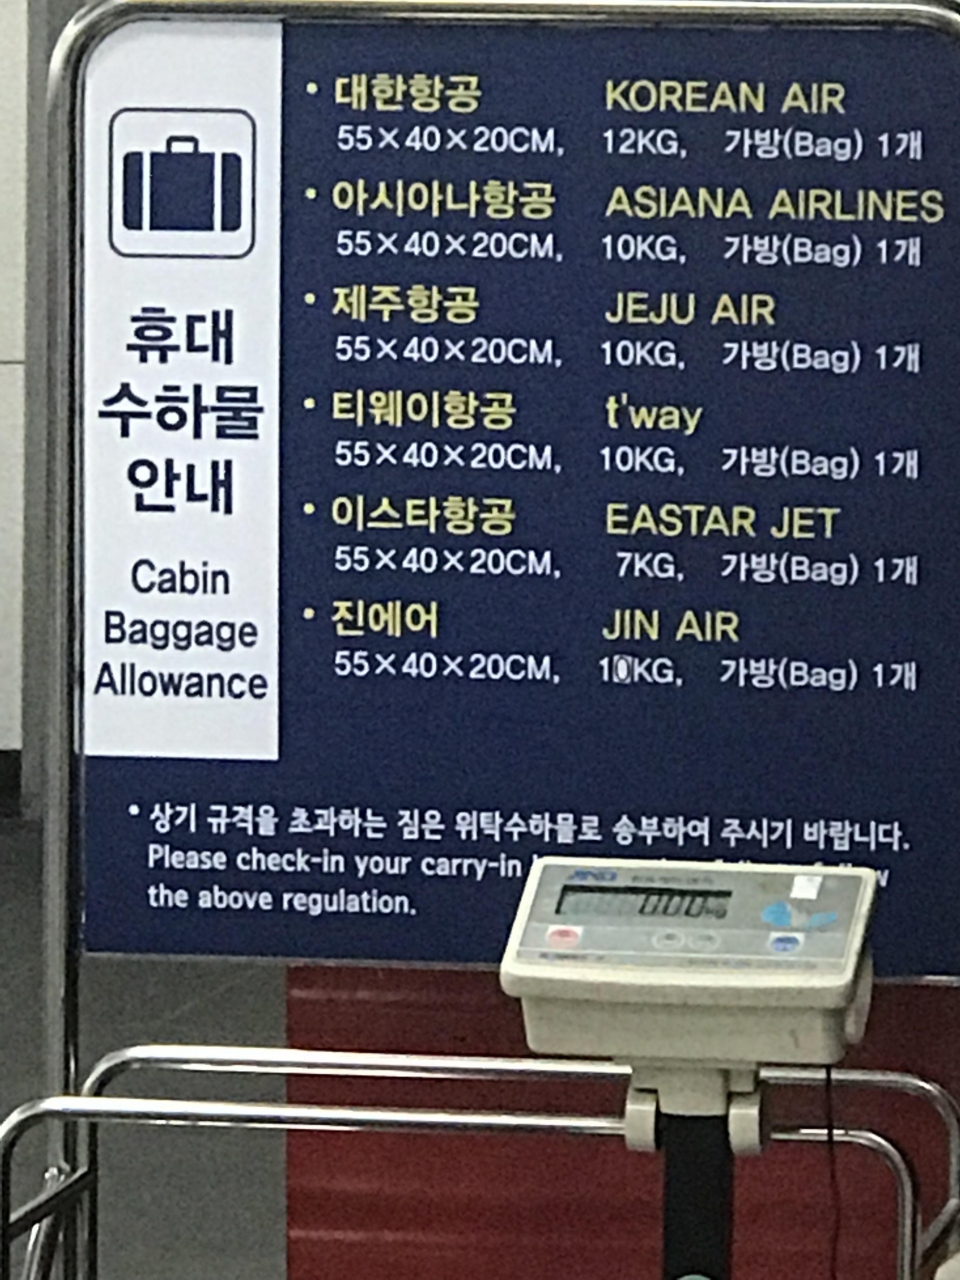 휴대
수하물
안내
Cabin
Baggage
Allowance
• 대한항공 KOREAN AIR
55×40×20CM, 12KG, 가방(Bag) 1개
• 아시아나항공 ASIANA AIRLINES
55×40×20CM, 10KG, 가방(Bag) 1개
• 제주항공 JEJU AIR
55×40×20CM, 10KG, 가방(Bag) 1개
• 티웨이항공 t'way
55×40×20CM, 10KG, 가방(Bag) 1개
• 이스타항공 EASTAR JET
55×40×20CM, 7KG, 가방(Bag) 1개
• 진에어 JIN AIR
55×40×20CM, 10KG, 가방(Bag) 1개
• 상기 규격을 초과하는 짐은 위탁수하물로 송부하여 주시기 바랍니다.
Please check-in your carry-in
the above regulation.
000kg